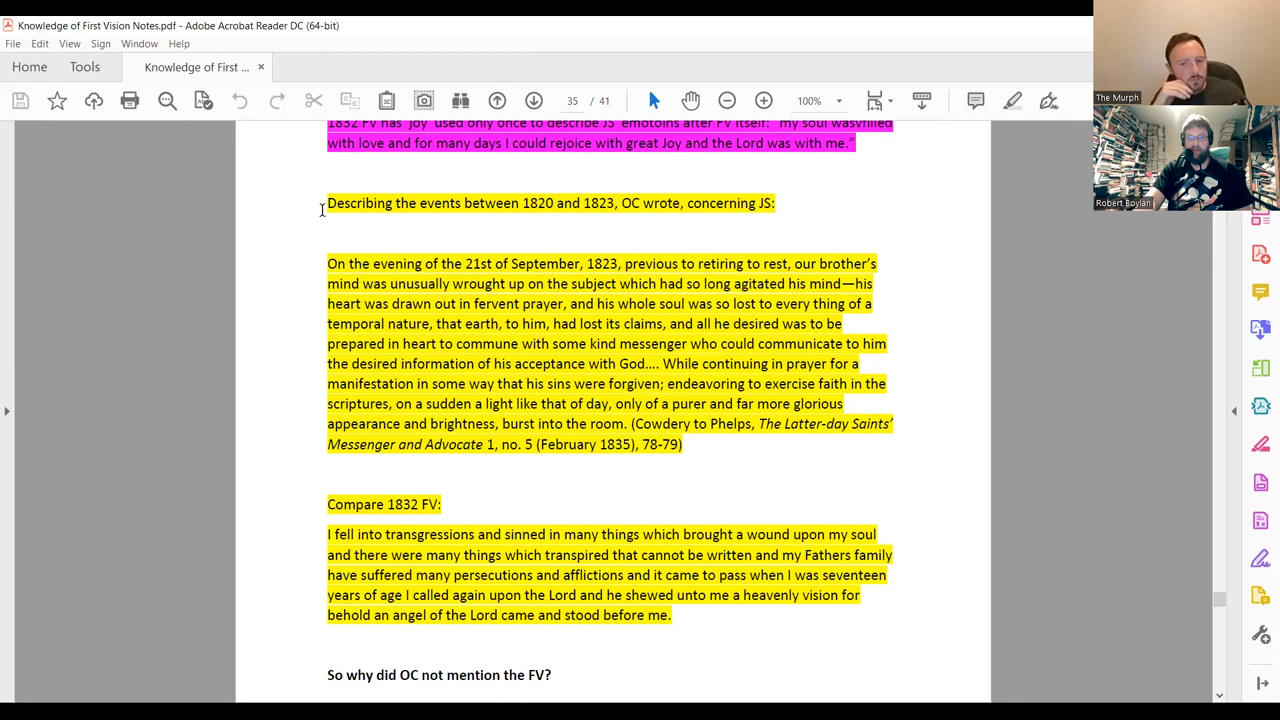 Knowledge of First Vision Notes.pdf - Adobe Acrobat Reader DC (64-bit)
File Edit View Sign Window Help
Home Tools Knowledge of First ... ×
35 / 41 100%
The Murph
Robert Boylan
1832 FV has 'joy' used only once to describe JS' emotoins after FV itself: "my soul wasvfilled
with love and for many days I could rejoice with great Joy and the Lord was with me."
Describing the events between 1820 and 1823, OC wrote, concerning JS:
On the evening of the 21st of September, 1823, previous to retiring to rest, our brother's
mind was unusually wrought up on the subject which had so long agitated his mind—his
heart was drawn out in fervent prayer, and his whole soul was so lost to every thing of a
temporal nature, that earth, to him, had lost its claims, and all he desired was to be
prepared in heart to commune with some kind messenger who could communicate to him
the desired information of his acceptance with God.... While continuing in prayer for a
manifestation in some way that his sins were forgiven; endeavoring to exercise faith in the
scriptures, on a sudden a light like that of day, only of a purer and far more glorious
appearance and brightness, burst into the room. (Cowdery to Phelps, The Latter-day Saints'
Messenger and Advocate 1, no. 5 (February 1835), 78-79)
Compare 1832 FV:
I fell into transgressions and sinned in many things which brought a wound upon my soul
and there were many things which transpired that cannot be written and my Fathers family
have suffered many persecutions and afflictions and it came to pass when I was seventeen
years of age I called again upon the Lord and he shewed unto me a heavenly vision for
behold an angel of the Lord came and stood before me.
So why did OC not mention the FV?